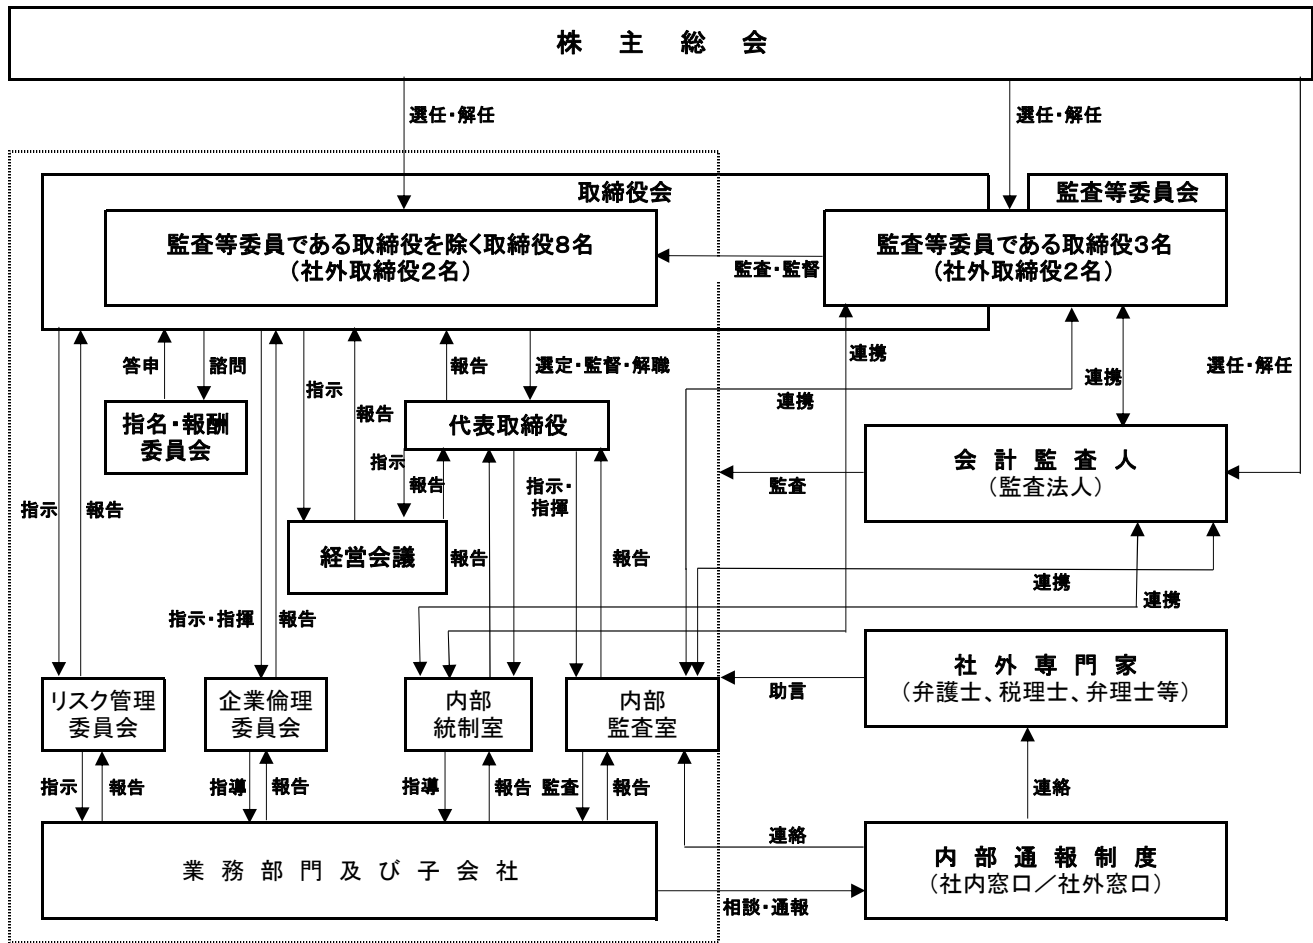 株 主 総 会
選任・解任
選任・解任
取締役会
監査等委員会
監査等委員である取締役を除く取締役8名
(社外取締役2名)
監査等委員である取締役3名
(社外取締役2名)
監査・監督
答申
諮問
指示
報告
報告
選定・監督・解職
連携
連携
連携
選任・解任
指名・報酬
委員会
代表取締役
会 計 監 査 人
(監査法人)
指示
報告
指示
報告
指示・
指揮
監査
経営会議
報告
報告
連携
連携
指示・指揮
報告
社 外 専 門 家
(弁護士、税理士、弁理士等)
助言
リスク管理
委員会
企業倫理
委員会
内部
統制室
内部
監査室
指示
報告
指導
報告
指導
報告
監査
報告
連絡
連絡
業 務 部 門 及 び 子 会 社
内 部 通 報 制 度
(社内窓口/社外窓口)
相談・通報